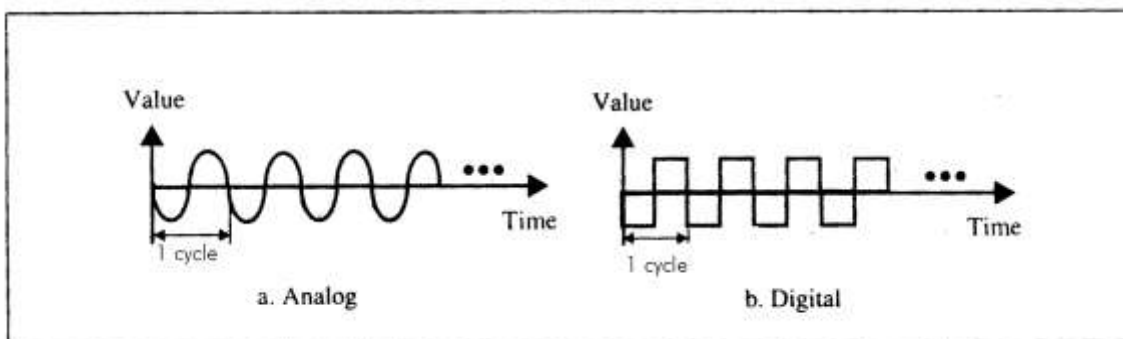 Value
Time
1 cycle
a. Analog
Value
Time
1 cycle
b. Digital